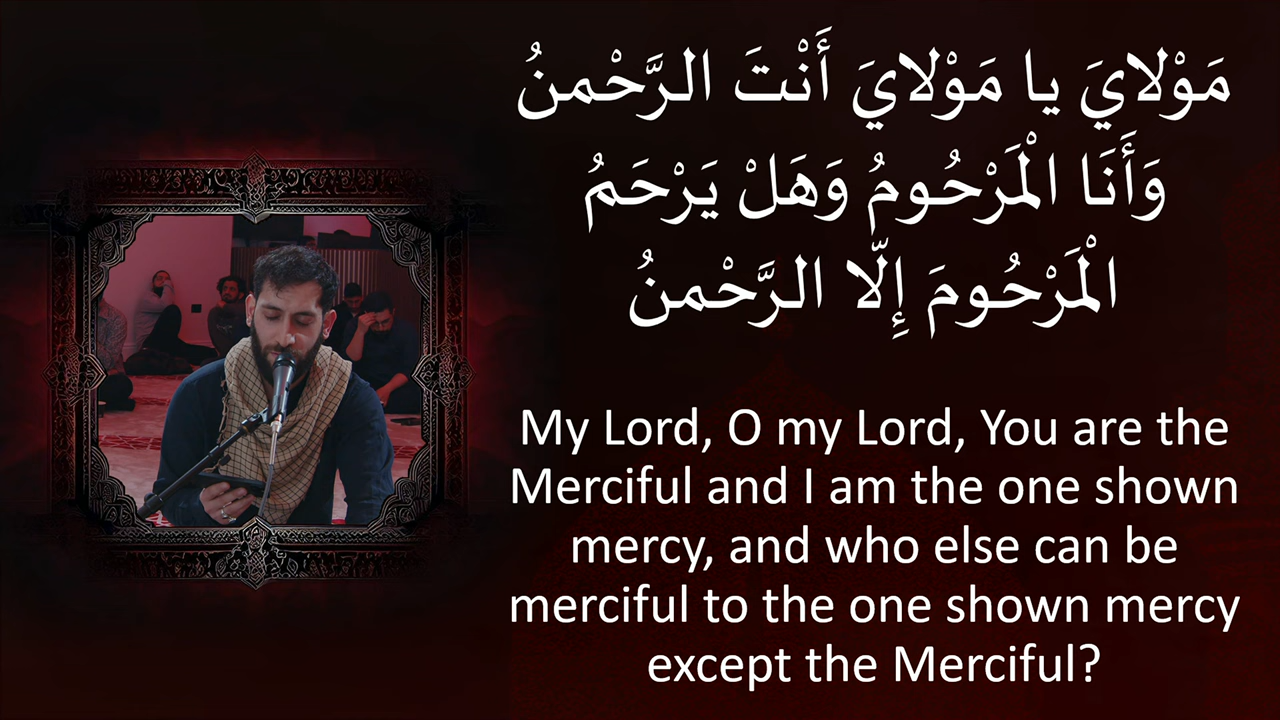 مَوْلايَ يا مَوْلايَ أَنْتَ الرَّحْمنُ
وَأَنَا الْمَرْحُومُ وَهَلْ يَرْحَمُ
الْمَرْحُومَ إِلّا الرَّحْمنُ
My Lord, O my Lord, You are the
Merciful and I am the one shown
mercy, and who else can be
merciful to the one shown mercy
except the Merciful?